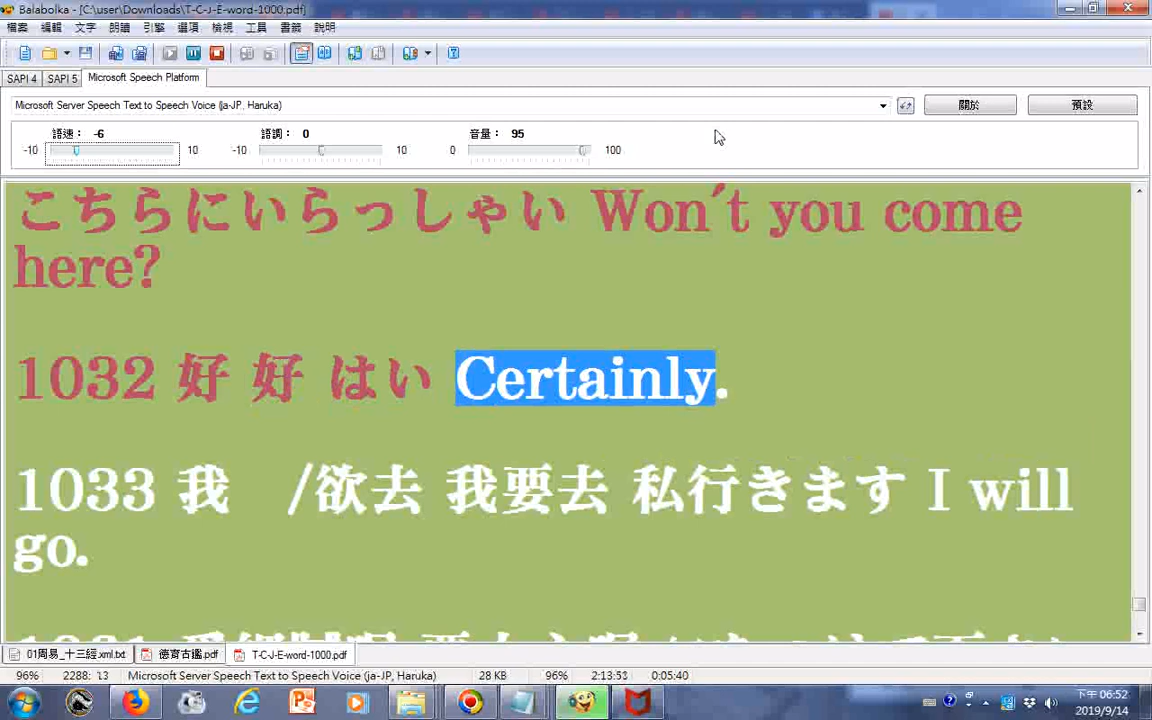 Balabolka - [C:\user\Downloads\T-C-J-E-word-1000.pdf]
檔案 編輯 文字 朗讀 引擎 選項 檢視 工具 書籤 說明
SAPI 4 SAPI 5 Microsoft Speech Platform
Microsoft Server Speech Text to Speech Voice (ja-JP, Haruka) 關於 預設
語速： -6 語調： 0 音量： 95
-10 10 -10 10 0 100
こちらにいらっしゃい Won't you come
here?
1032 好 好 はい Certainly.
1033 我 /欲去 我要去 私行きます I will
go.
01周易_十三經.xml.txt 德育古鑑.pdf T-C-J-E-word-1000.pdf
96% 2288: 13 Microsoft Server Speech Text to Speech Voice (ja-JP, Haruka) 28 KB 96% 2:13:53 0:05:40
下午 06:52
2019/9/14